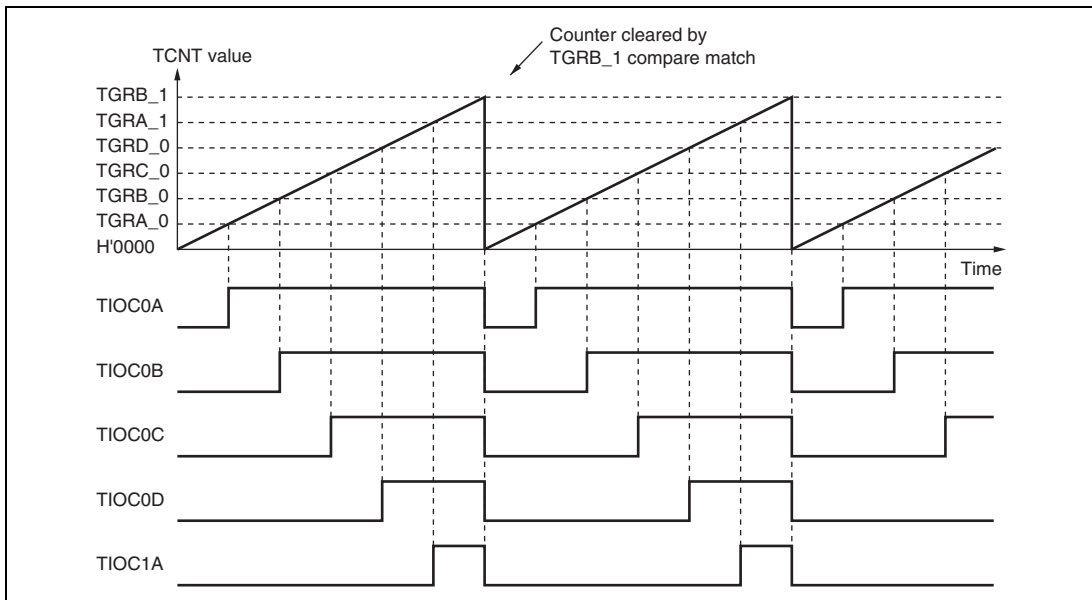 Counter cleared by
TGRB_1 compare match
TCNT value
TGRB_1
TGRA_1
TGRD_0
TGRC_0
TGRB_0
TGRA_0
H'0000
Time
TIOC0A
TIOC0B
TIOC0C
TIOC0D
TIOC1A